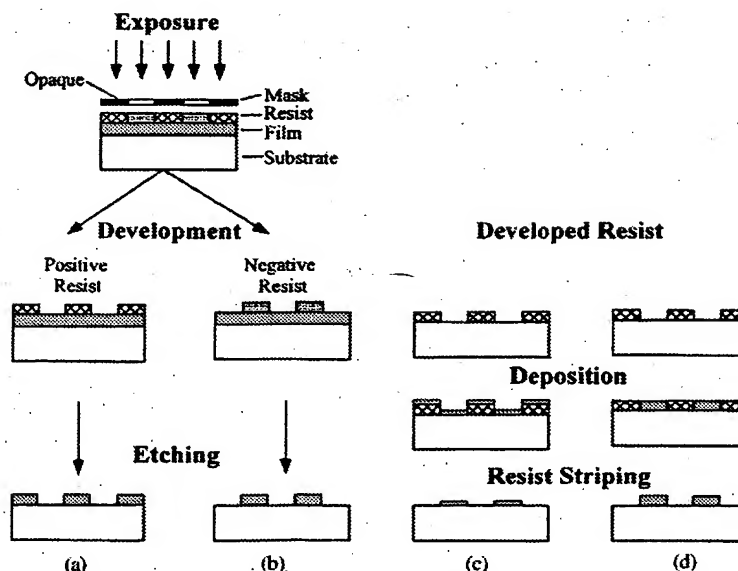 Exposure
Opaque
Mask
Resist
Film
Substrate
Development
Developed Resist
Positive
Resist
Negative
Resist
Deposition
Etching
Resist Striping
(a)
(b)
(c)
(d)